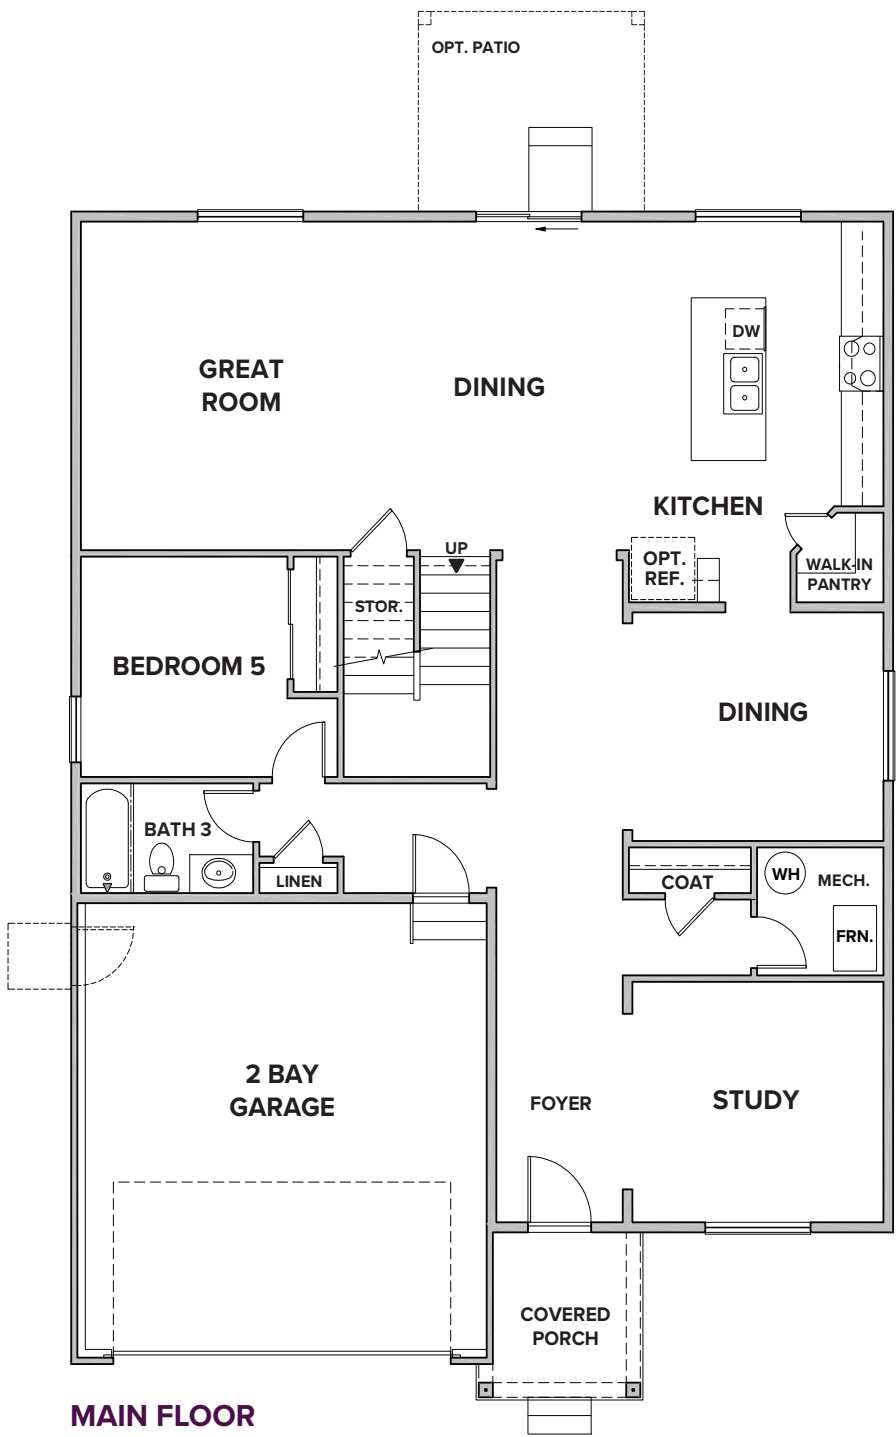 OPT. PATIO
DW
GREAT
ROOM
DINING
KITCHEN
UP
OPT.
REF.
WALK-IN
PANTRY
STOR.
BEDROOM 5
DINING
BATH 3
LINEN
COAT
WH
MECH.
FRN.
2 BAY
GARAGE
FOYER
STUDY
COVERED
PORCH
MAIN FLOOR